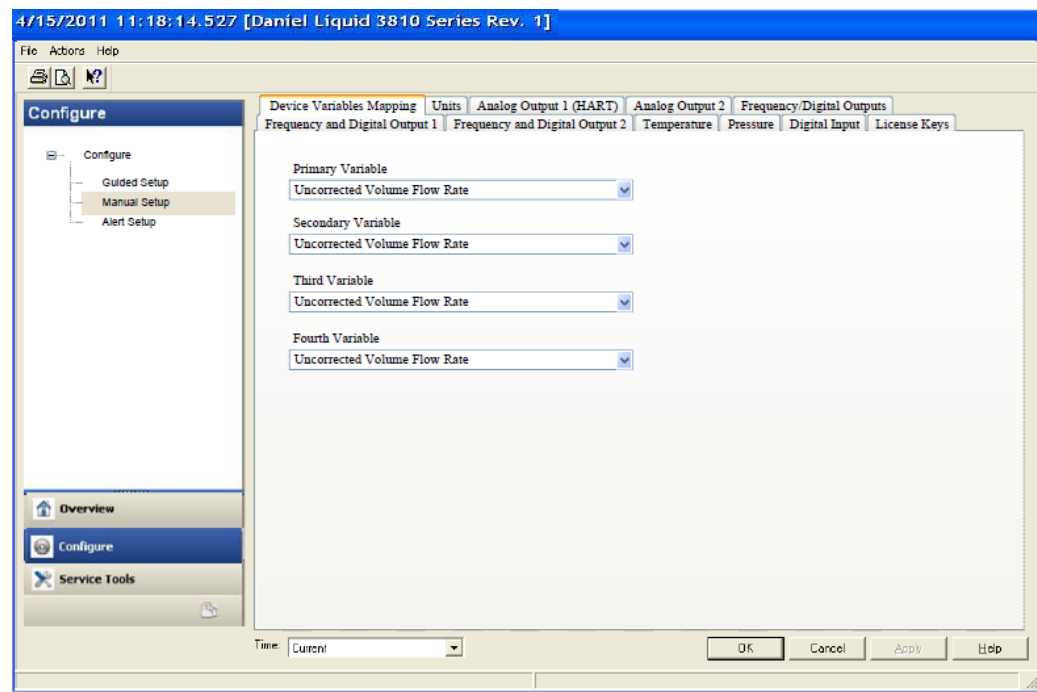 4/15/2011 11:18:14.527 [Daniel Liquid 3810 Series Rev. 1]
File Actions Help
Configure
Configure
Guided Setup
Manual Setup
Alert Setup
Overview
Configure
Service Tools
Device Variables Mapping Units Analog Output 1 (HART) Analog Output 2 Frequency/Digital Outputs
Frequency and Digital Output 1 Frequency and Digital Output 2 Temperature Pressure Digital Input License Keys
Primary Variable
Uncorrected Volume Flow Rate
Secondary Variable
Uncorrected Volume Flow Rate
Third Variable
Uncorrected Volume Flow Rate
Fourth Variable
Uncorrected Volume Flow Rate
Time: Current
OK Cancel Apply Help